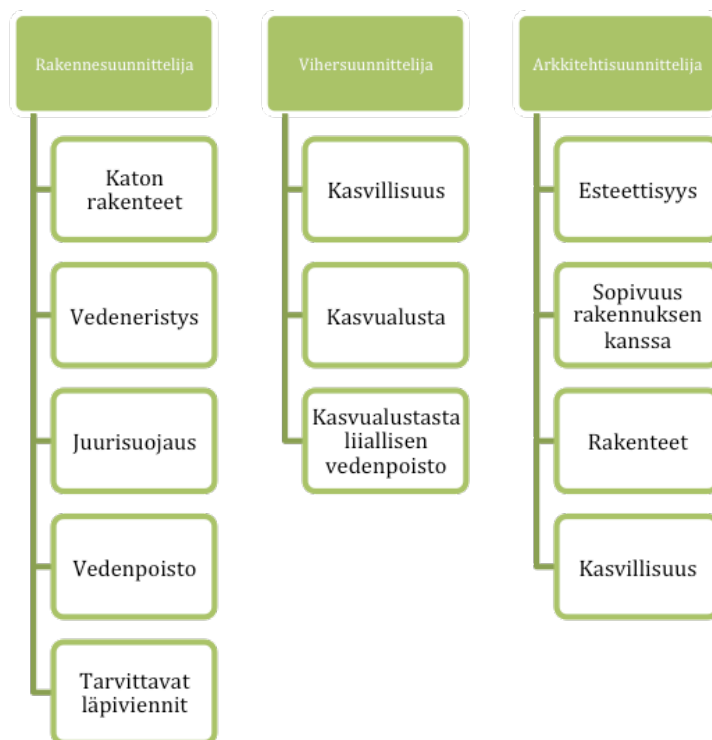 Rakennesuunnittelija
Katon
rakenteet
Vedeneristys
Juurisuojaus
Vedenpoisto
Tarvittavat
läpiviennit
Vihersuunnittelija
Kasvillisuus
Kasvualusta
Kasvualustasta
liiallisen
vedenpoisto
Arkkitehtisuunnittelija
Esteettisyys
Sopivuus
rakennuksen
kanssa
Rakenteet
Kasvillisuus